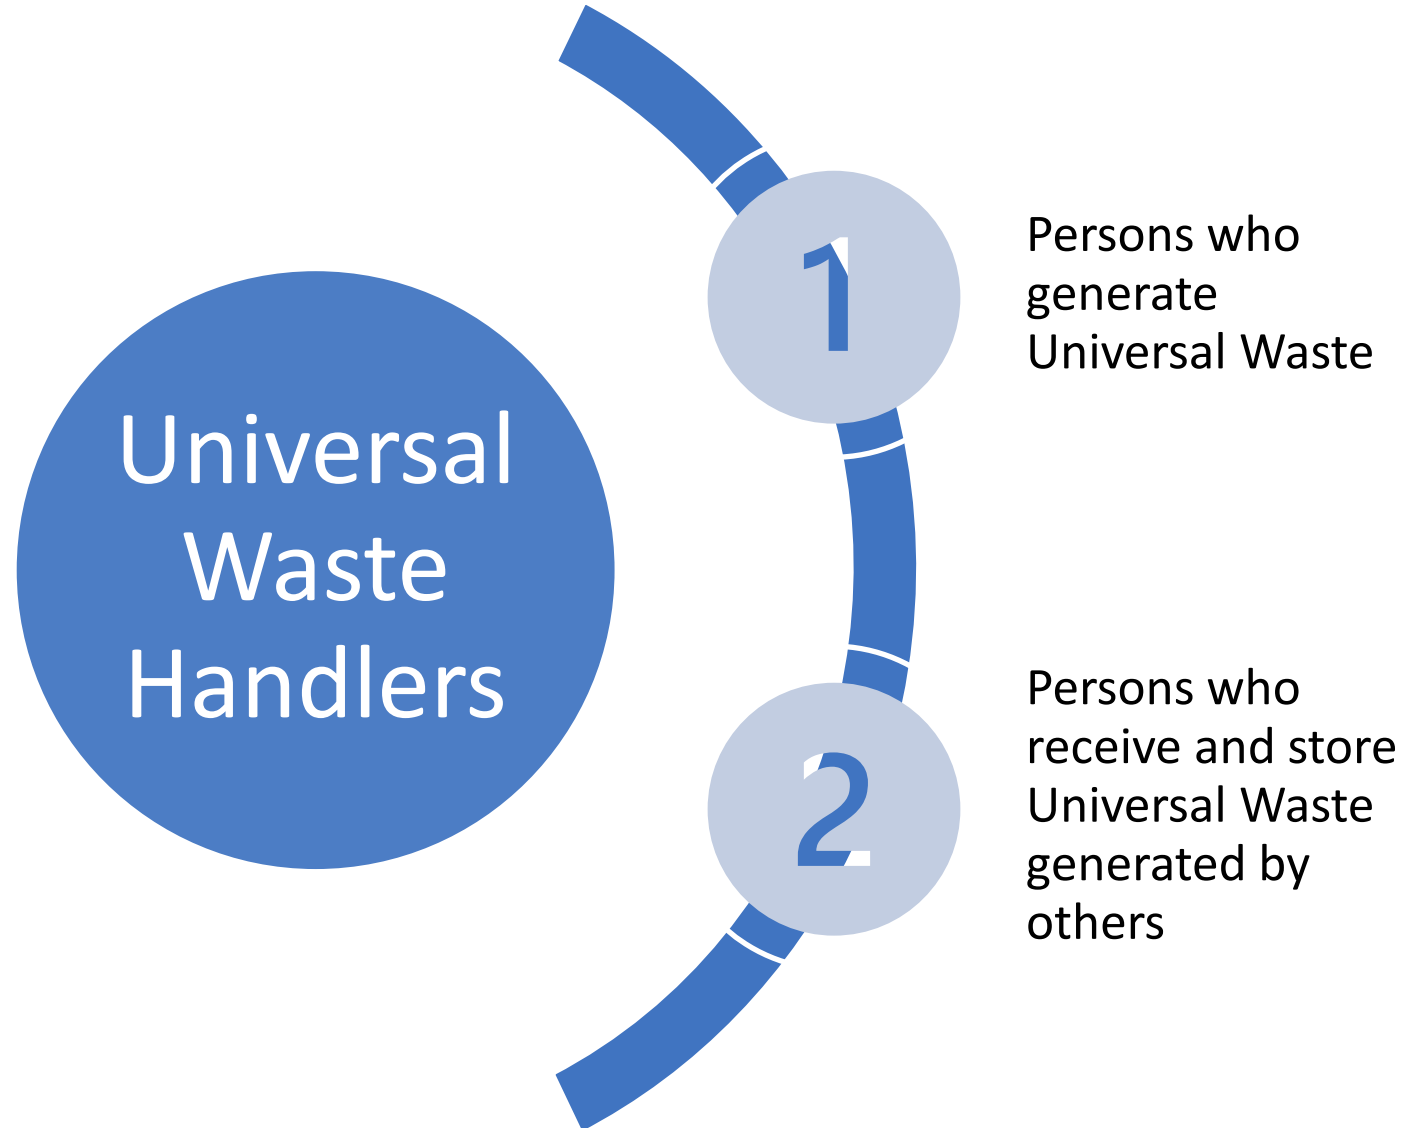 Universal
Waste
Handlers
1
Persons who
generate
Universal Waste
2
Persons who
receive and store
Universal Waste
generated by
others